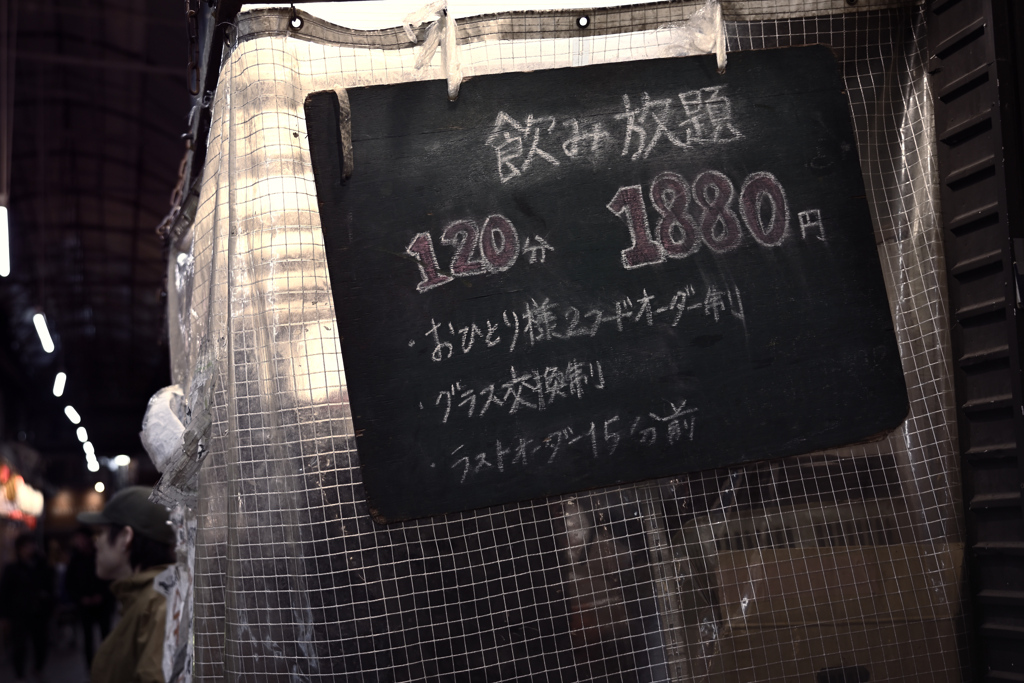 飲み放題
120分 1880円
・おひとり様2フードオーダー制
・グラス交換制
・ラストオーダー15分前